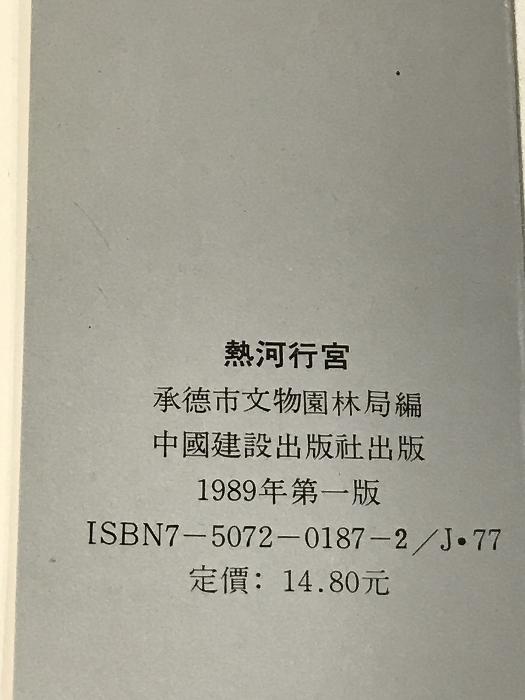 熱河行宮
承德市文物園林局編
中國建設出版社出版
1989年第一版
ISBN7-5072-0187-2/J·77
定價: 14.80元